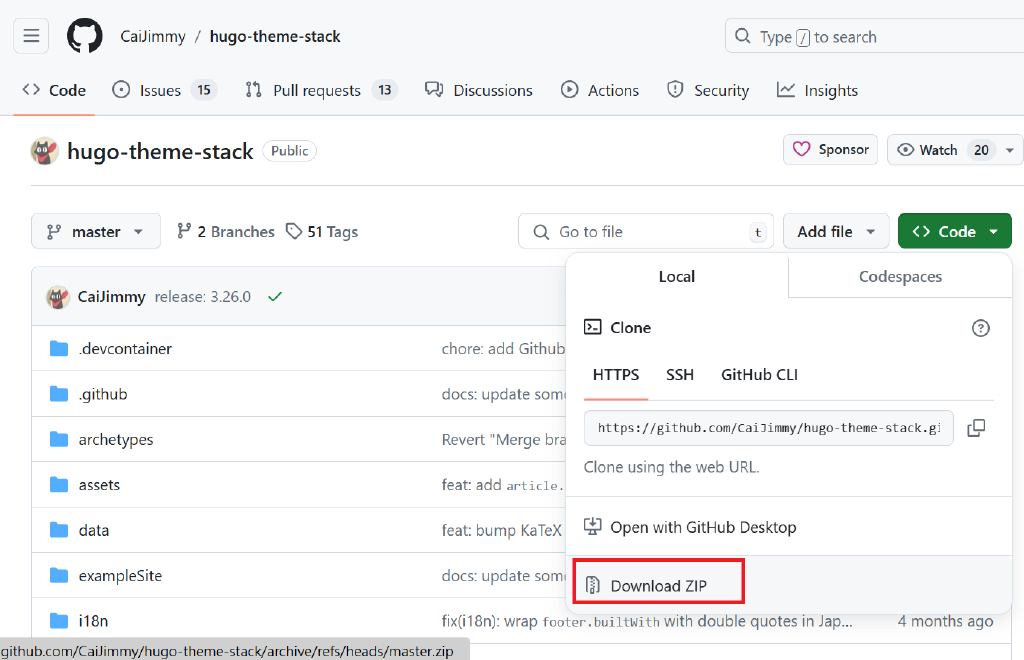 CaiJimmy / hugo-theme-stack
Type / to search
Code Issues 15 Pull requests 13 Discussions Actions Security Insights
hugo-theme-stack Public
Sponsor Watch 20
master 2 Branches 51 Tags Go to file t Add file Code
Local Codespaces
CaiJimmy release: 3.26.0
Clone
.devcontainer chore: add Github
HTTPS SSH GitHub CLI
.github docs: update som
https://github.com/CaiJimmy/hugo-theme-stack.gi
archetypes Revert "Merge bra
Clone using the web URL.
assets feat: add article.
data feat: bump KaTeX
Open with GitHub Desktop
exampleSite docs: update some
Download ZIP
i18n fix(i18n): wrap footer.builtWith with double quotes in Jap... 4 months ago
github.com/CaiJimmy/hugo-theme-stack/archive/refs/heads/master.zip